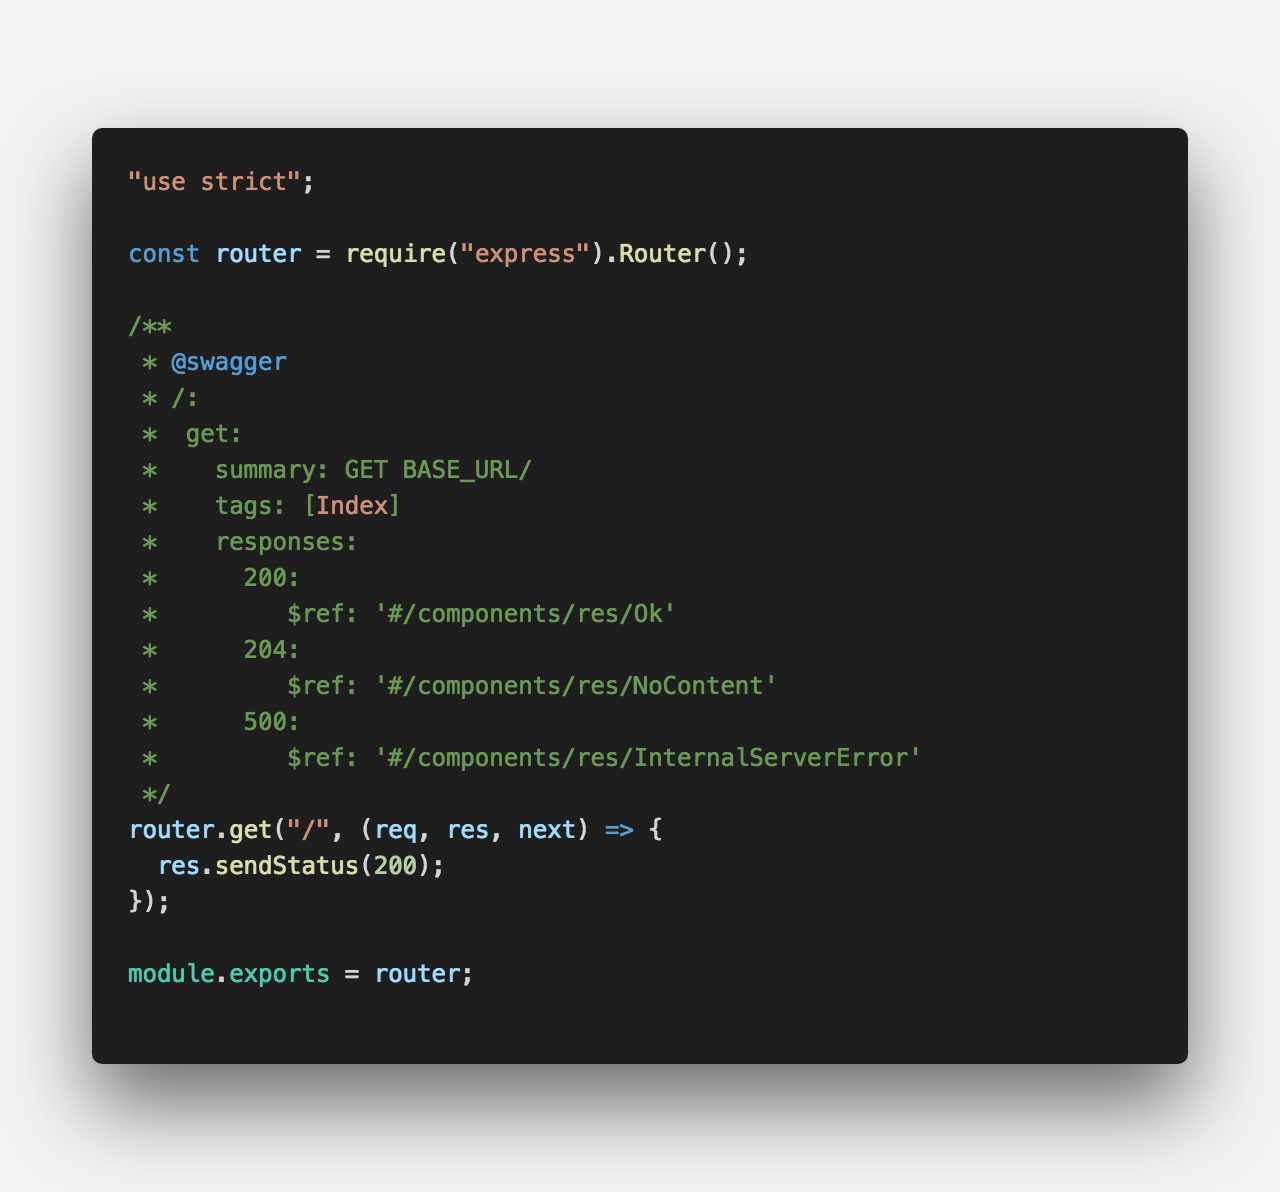 "use strict";

const router = require("express").Router();

/**
 * @swagger
 * /:
 *  get:
 *    summary: GET BASE_URL/
 *    tags: [Index]
 *    responses:
 *      200:
 *         $ref: '#/components/res/Ok'
 *      204:
 *         $ref: '#/components/res/NoContent'
 *      500:
 *         $ref: '#/components/res/InternalServerError'
 */
router.get("/", (req, res, next) => {
  res.sendStatus(200);
});

module.exports = router;